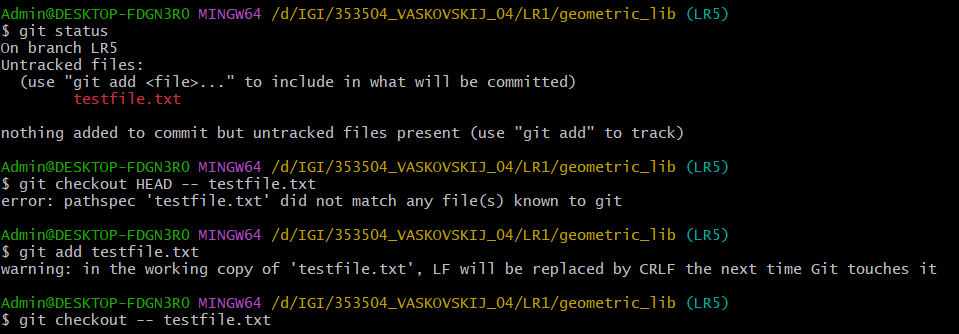 Admin@DESKTOP-FDGN3RO MINGW64 /d/IGI/353504_VASKOVSKIJ_04/LR1/geometric_lib (LR5)
$ git status
On branch LR5
Untracked files:
  (use "git add <file>..." to include in what will be committed)
        testfile.txt
nothing added to commit but untracked files present (use "git add" to track)
Admin@DESKTOP-FDGN3RO MINGW64 /d/IGI/353504_VASKOVSKIJ_04/LR1/geometric_lib (LR5)
$ git checkout HEAD -- testfile.txt
error: pathspec 'testfile.txt' did not match any file(s) known to git
Admin@DESKTOP-FDGN3RO MINGW64 /d/IGI/353504_VASKOVSKIJ_04/LR1/geometric_lib (LR5)
$ git add testfile.txt
warning: in the working copy of 'testfile.txt', LF will be replaced by CRLF the next time Git touches it
Admin@DESKTOP-FDGN3RO MINGW64 /d/IGI/353504_VASKOVSKIJ_04/LR1/geometric_lib (LR5)
$ git checkout -- testfile.txt